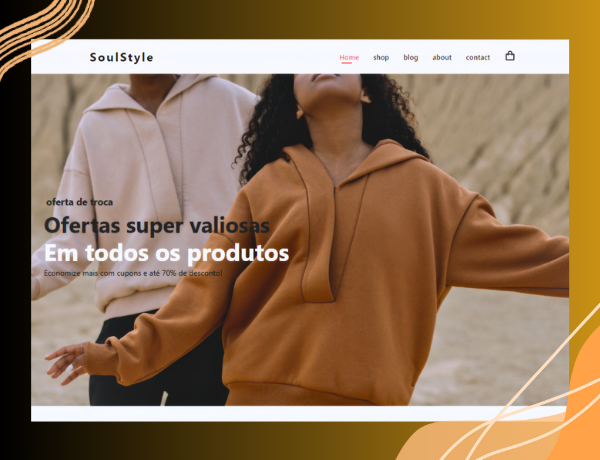 SoulStyle
Home shop blog about contact
oferta de troca
Ofertas super valiosas
Em todos os produtos
Economize mais com cupons e até 70% de desconto!